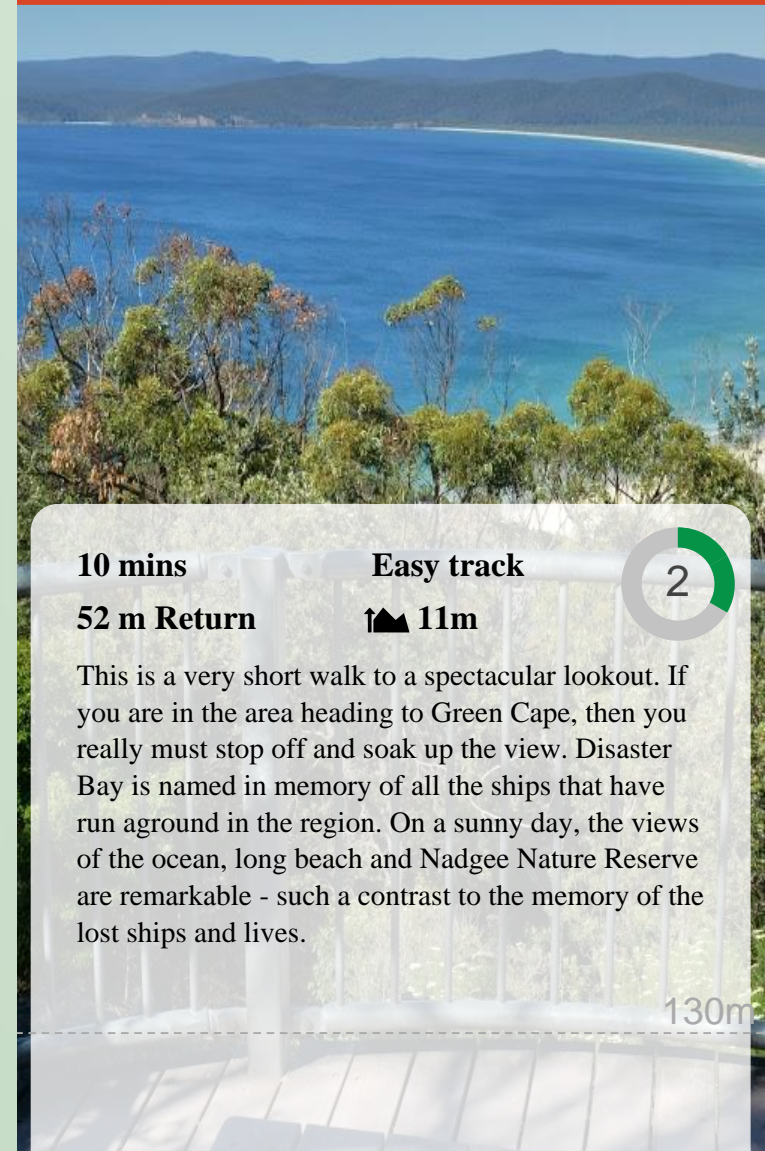 10 mins Easy track 2
52 m Return 11m
This is a very short walk to a spectacular lookout. If
you are in the area heading to Green Cape, then you
really must stop off and soak up the view. Disaster
Bay is named in memory of all the ships that have
run aground in the region. On a sunny day, the views
of the ocean, long beach and Nadgee Nature Reserve
are remarkable - such a contrast to the memory of the
lost ships and lives.
130m